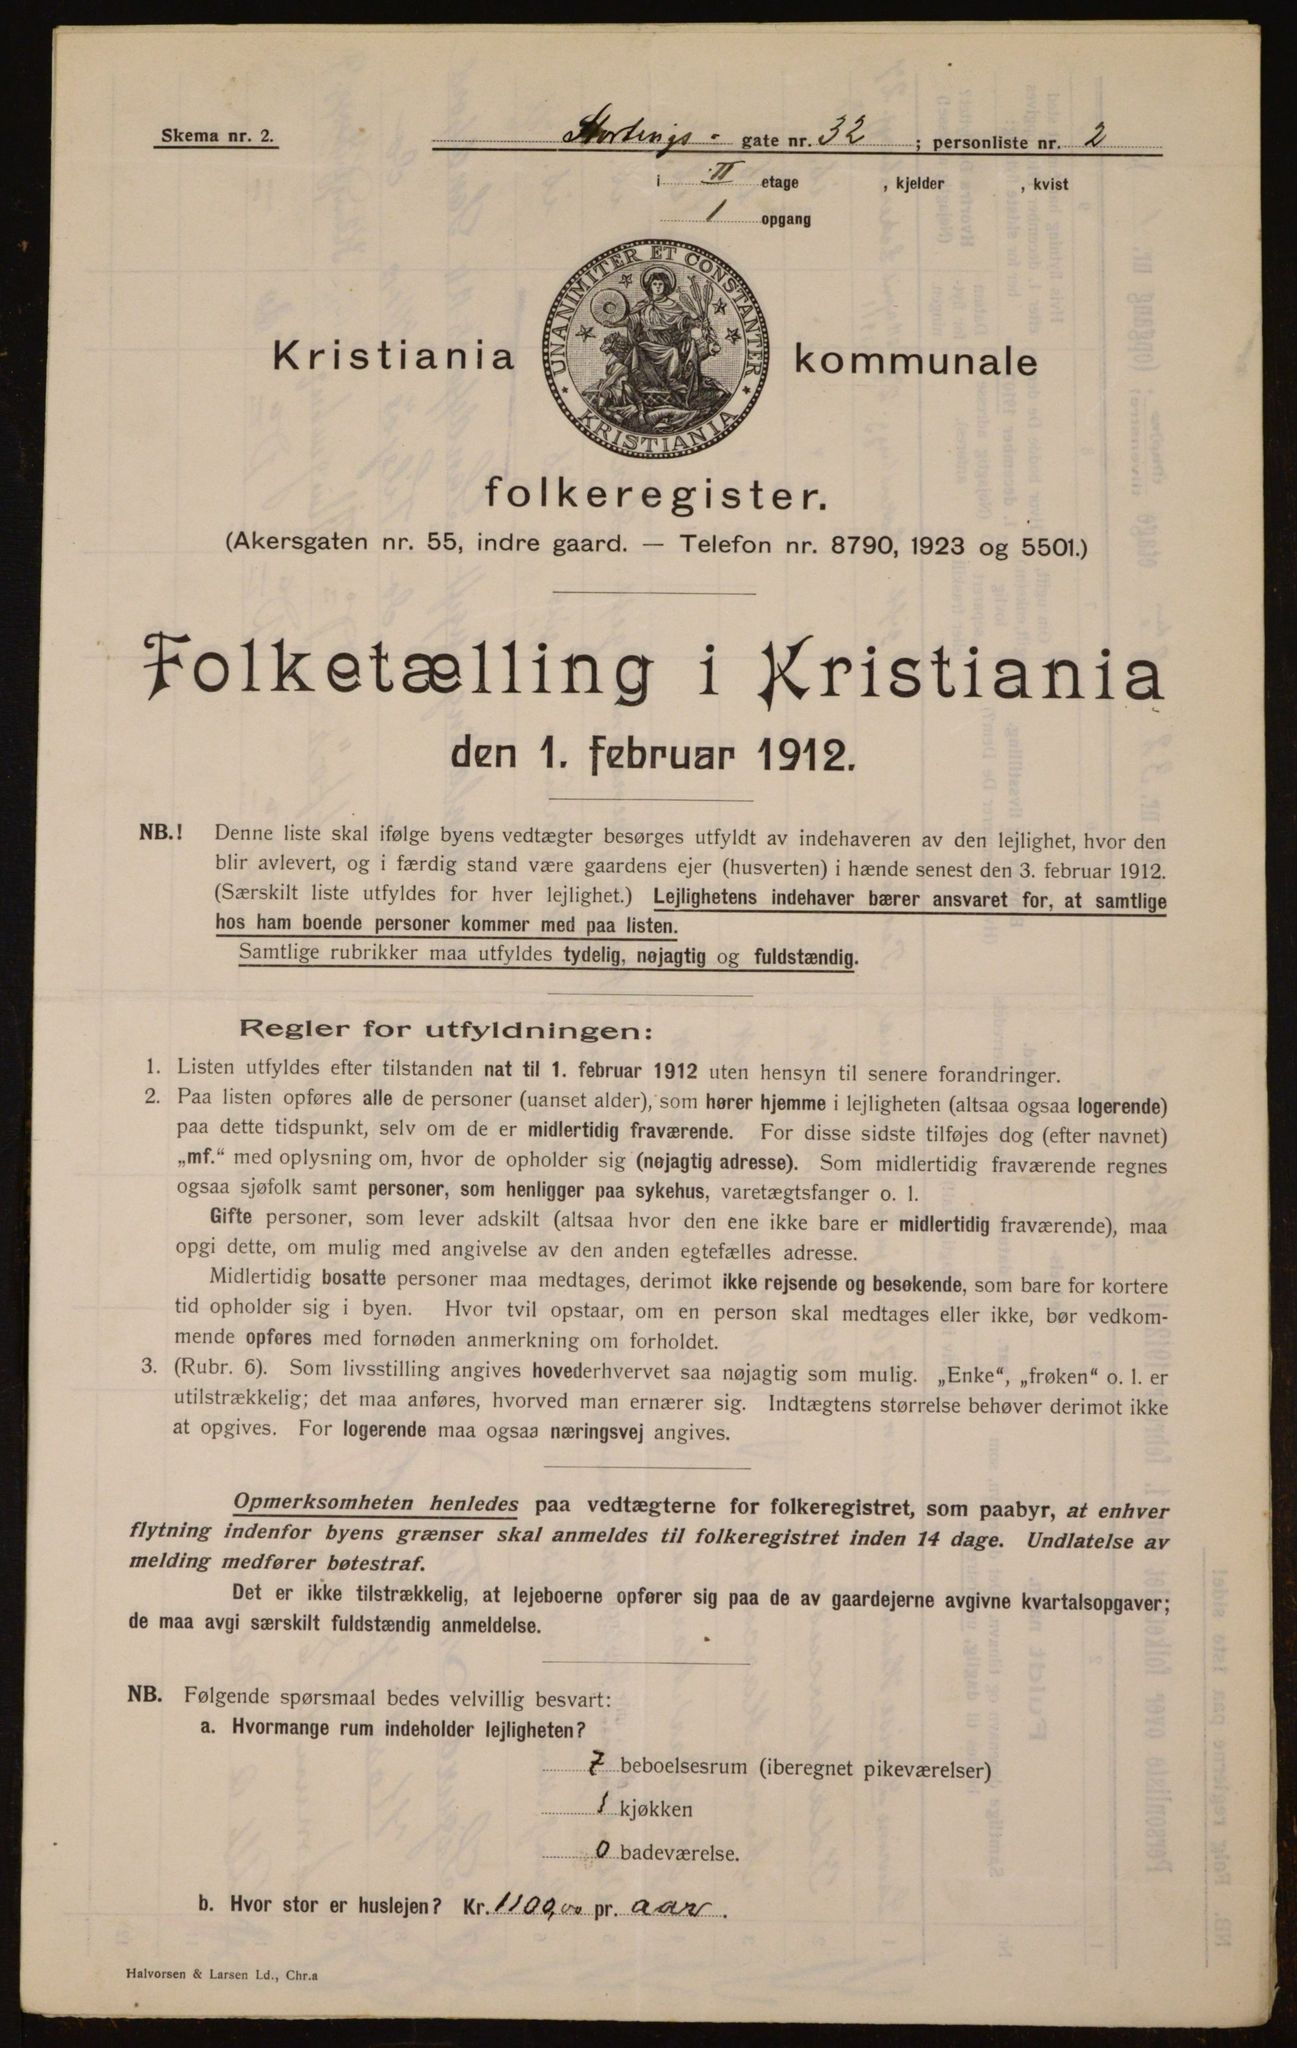 Skema nr. 2.
Stortings- gate nr. 32; personliste nr. 2
i II etage , kjelder , kvist
1 opgang
UNANIMITER ET CONSTANTER
KRISTIANIA
Kristiania kommunale
folkeregister.
(Akersgaten nr. 55, indre gaard. — Telefon nr. 8790, 1923 og 5501.)
Folketælling i Kristiania
den 1. februar 1912.
NB.! Denne liste skal ifølge byens vedtægter besørges utfyldt av indehaveren av den lejlighet, hvor den
blir avlevert, og i færdig stand være gaardens ejer (husverten) i hænde senest den 3. februar 1912.
(Særskilt liste utfyldes for hver lejlighet.) Lejlighetens indehaver bærer ansvaret for, at samtlige
hos ham boende personer kommer med paa listen.
Samtlige rubrikker maa utfyldes tydelig, nøjagtig og fuldstændig.
Regler for utfyldningen:
1. Listen utfyldes efter tilstanden nat til 1. februar 1912 uten hensyn til senere forandringer.
2. Paa listen opføres alle de personer (uanset alder), som hører hjemme i lejligheten (altsaa ogsaa logerende)
paa dette tidspunkt, selv om de er midlertidig fraværende. For disse sidste tilføjes dog (efter navnet)
„mf.“ med oplysning om, hvor de opholder sig (nøjagtig adresse). Som midlertidig fraværende regnes
ogsaa sjøfolk samt personer, som henligger paa sykehus, varetægtsfanger o. l.
Gifte personer, som lever adskilt (altsaa hvor den ene ikke bare er midlertidig fraværende), maa
opgi dette, om mulig med angivelse av den anden egtefælles adresse.
Midlertidig bosatte personer maa medtages, derimot ikke rejsende og besøkende, som bare for kortere
tid opholder sig i byen. Hvor tvil opstaar, om en person skal medtages eller ikke, bør vedkom-
mende opføres med fornøden anmerkning om forholdet.
3. (Rubr. 6). Som livsstilling angives hovederhvervet saa nøjagtig som mulig. „Enke“, „frøken“ o. l. er
utilstrækkelig; det maa anføres, hvorved man ernærer sig. Indtægtens størrelse behøver derimot ikke
at opgives. For logerende maa ogsaa næringsvej angives.
Opmerksomheten henledes paa vedtægterne for folkeregistret, som paabyr, at enhver
flytning indenfor byens grænser skal anmeldes til folkeregistret inden 14 dage. Undlatelse av
melding medfører bøtestraf.
Det er ikke tilstrækkelig, at lejeboerne opfører sig paa de av gaardejerne avgivne kvartalsopgaver;
de maa avgi særskilt fuldstændig anmeldelse.
NB. Følgende spørsmaal bedes velvillig besvart:
a. Hvormange rum indeholder lejligheten?
7 beboelsesrum (iberegnet pikeværelser)
1 kjøkken
0 badeværelse.
b. Hvor stor er huslejen? Kr. 1100,00 pr. aar.
Halvorsen & Larsen Ld., Chr.a